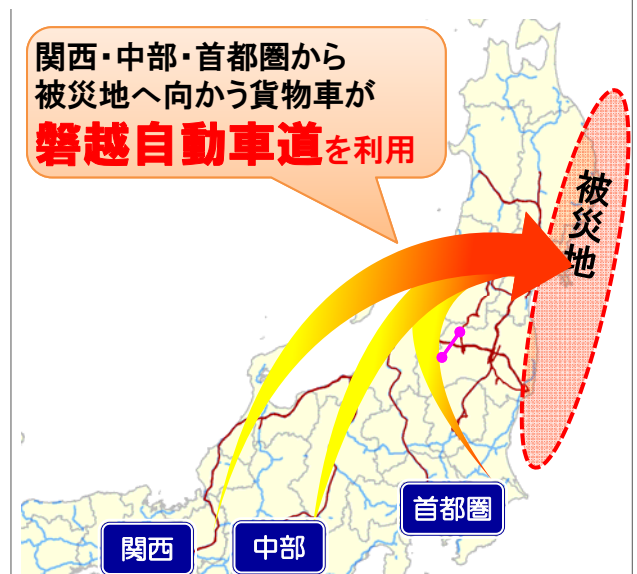 関西・中部・首都圏から
被災地へ向かう貨物車が
磐越自動車道を利用
被災地
首都圏
関西
中部